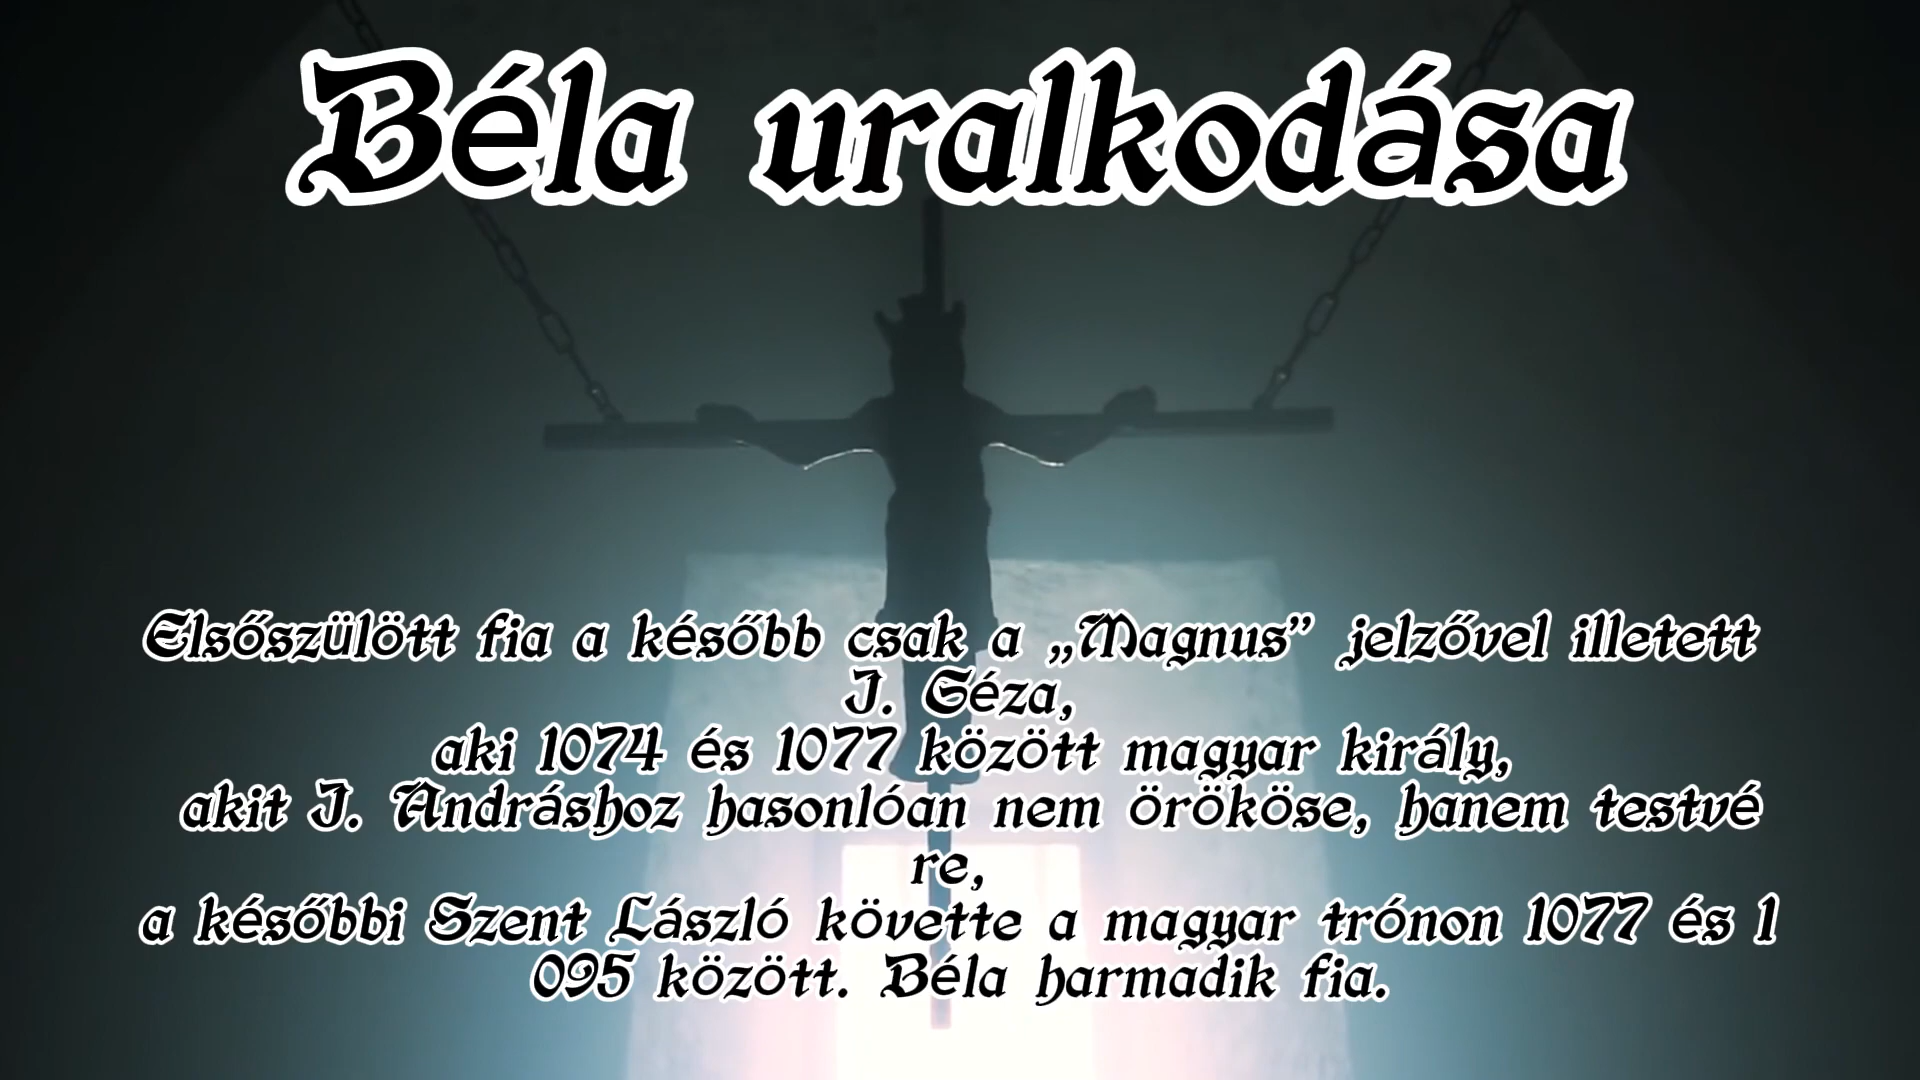 Béla uralkodása
Elsőszülött fia a később csak a „Magnus” jelzővel illetett
I. Géza,
aki 1074 és 1077 között magyar király,
akit I. Andráshoz hasonlóan nem örököse, hanem testvé
re,
a későbbi Szent László követte a magyar trónon 1077 és 1
095 között. Béla harmadik fia.